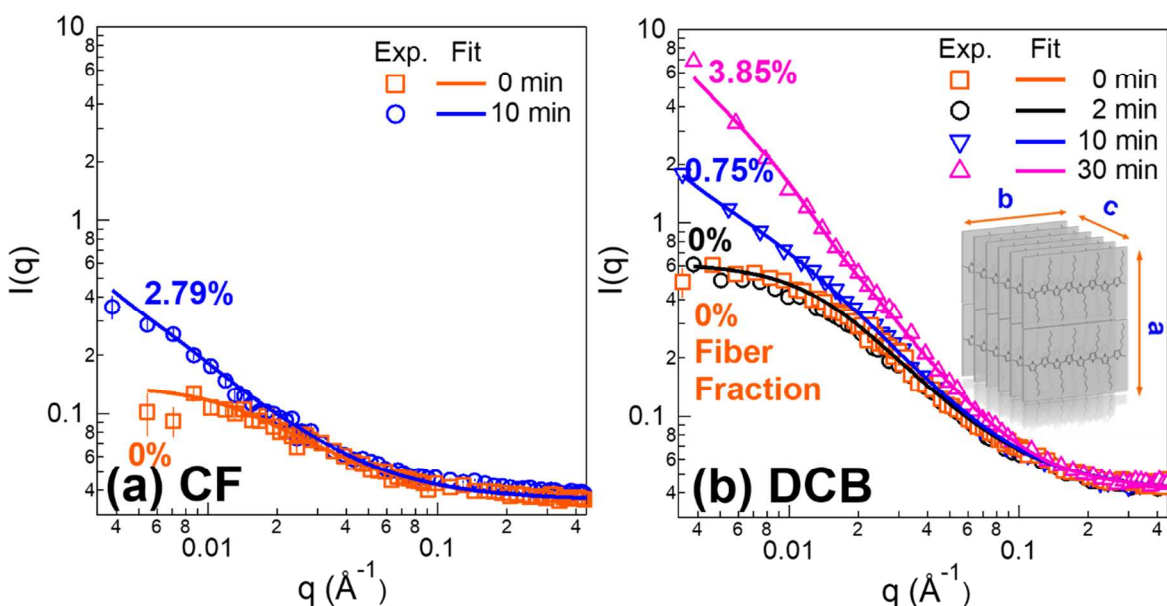 10
8
6
4
2
1
8
6
4
2
0.1
8
6
4
I(q)
Exp. Fit
0 min
10 min
2.79%
0%
(a) CF
4 6 8 2 4 6 8 2 4
0.01 0.1
q (Å⁻¹)
10
8
6
4
2
1
8
6
4
2
0.1
8
6
4
I(q)
Exp. Fit
0 min
2 min
10 min
30 min
3.85%
0.75%
0%
0%
Fiber
Fraction
b
c
a
(b) DCB
4 6 8 2 4 6 8 2 4
0.01 0.1
q (Å⁻¹)